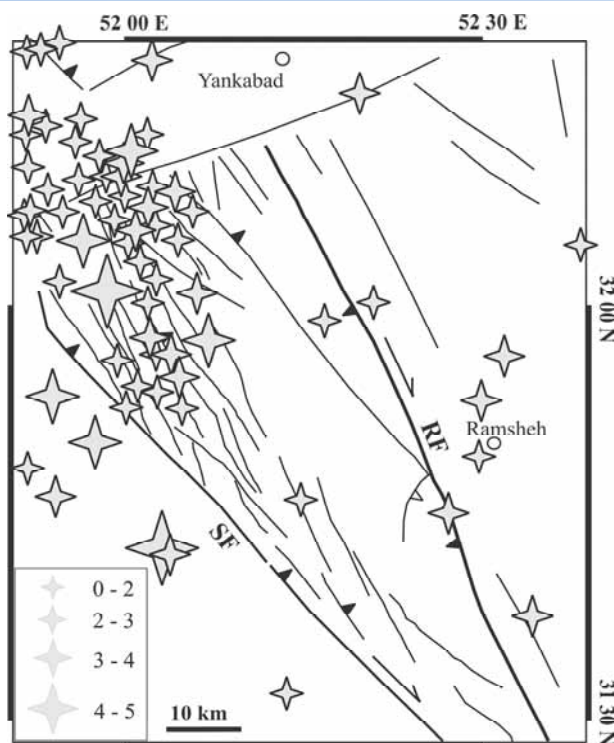 52 00 E
52 30 E
Yankabad
32 00 N
RF
Ramsheh
SF
0 - 2
2 - 3
3 - 4
4 - 5
10 km
31 30 N